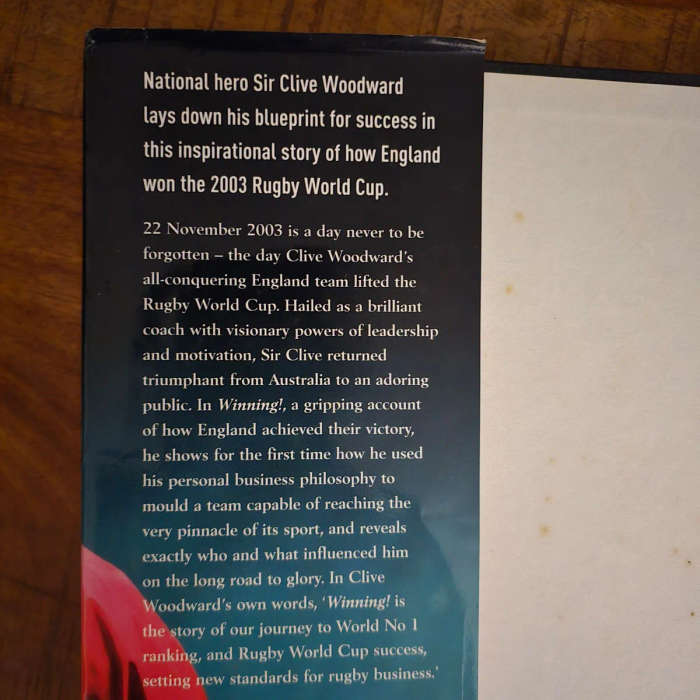 National hero Sir Clive Woodward
lays down his blueprint for success in
this inspirational story of how England
won the 2003 Rugby World Cup.
22 November 2003 is a day never to be
forgotten – the day Clive Woodward's
all-conquering England team lifted the
Rugby World Cup. Hailed as a brilliant
coach with visionary powers of leadership
and motivation, Sir Clive returned
triumphant from Australia to an adoring
public. In Winning!, a gripping account
of how England achieved their victory,
he shows for the first time how he used
his personal business philosophy to
mould a team capable of reaching the
very pinnacle of its sport, and reveals
exactly who and what influenced him
on the long road to glory. In Clive
Woodward's own words, 'Winning! is
the story of our journey to World No 1
ranking, and Rugby World Cup success,
setting new standards for rugby business.'